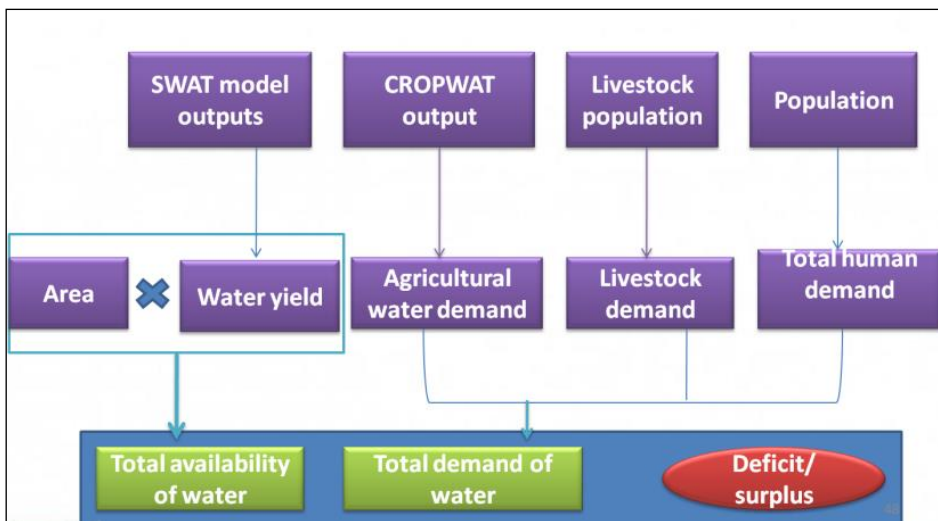 SWAT model
outputs
CROPWAT
output
Livestock
population
Population
Area
Water yield
Agricultural
water demand
Livestock
demand
Total human
demand
Total availability
of water
Total demand of
water
Deficit/
surplus